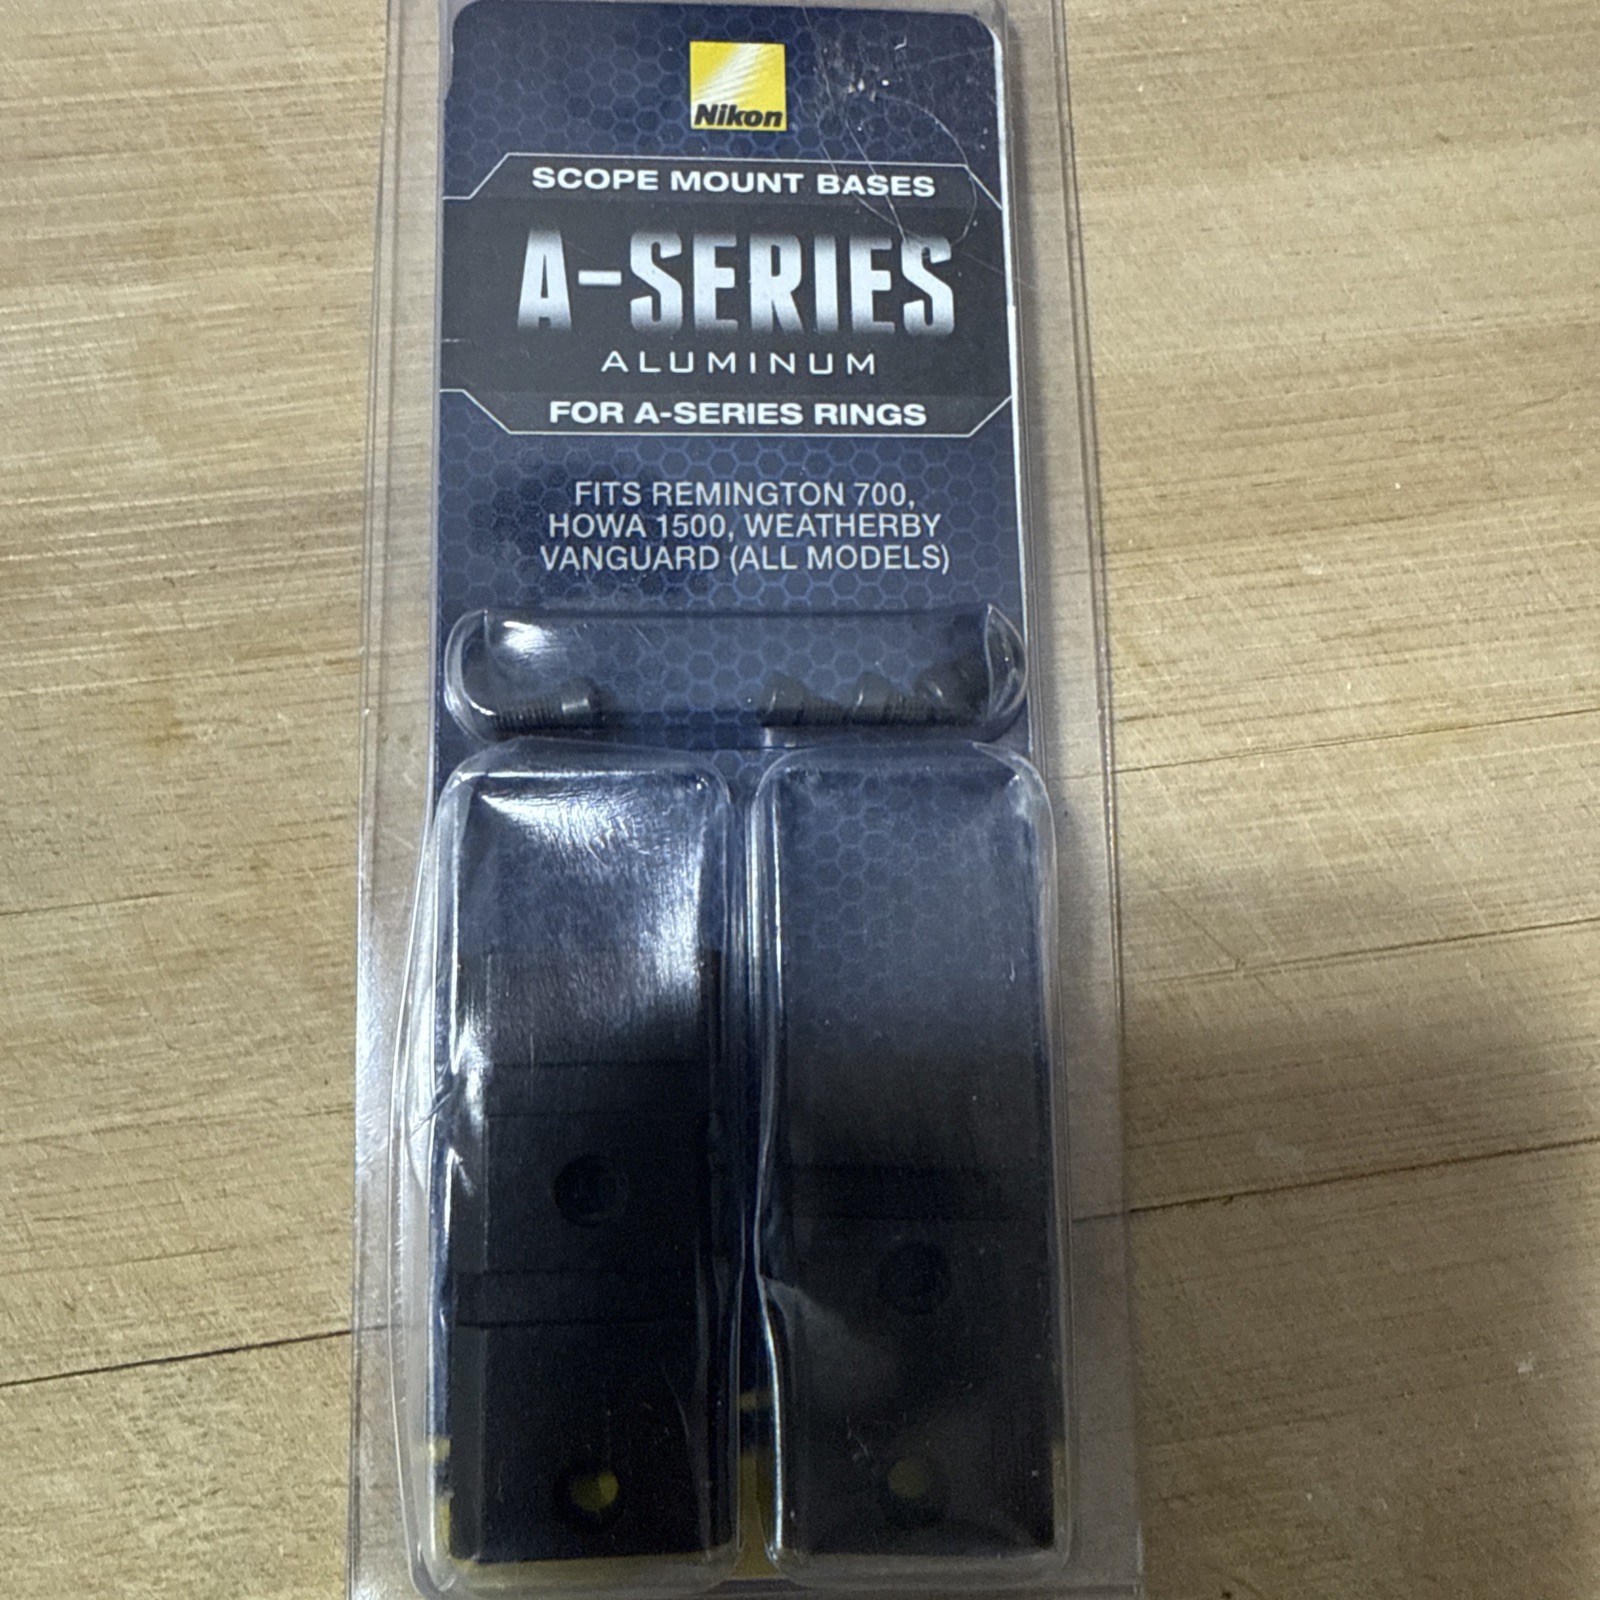 Nikon
SCOPE MOUNT BASES
A-SERIES
ALUMINUM
FOR A-SERIES RINGS
FITS REMINGTON 700,
HOWA 1500, WEATHERBY
VANGUARD (ALL MODELS)